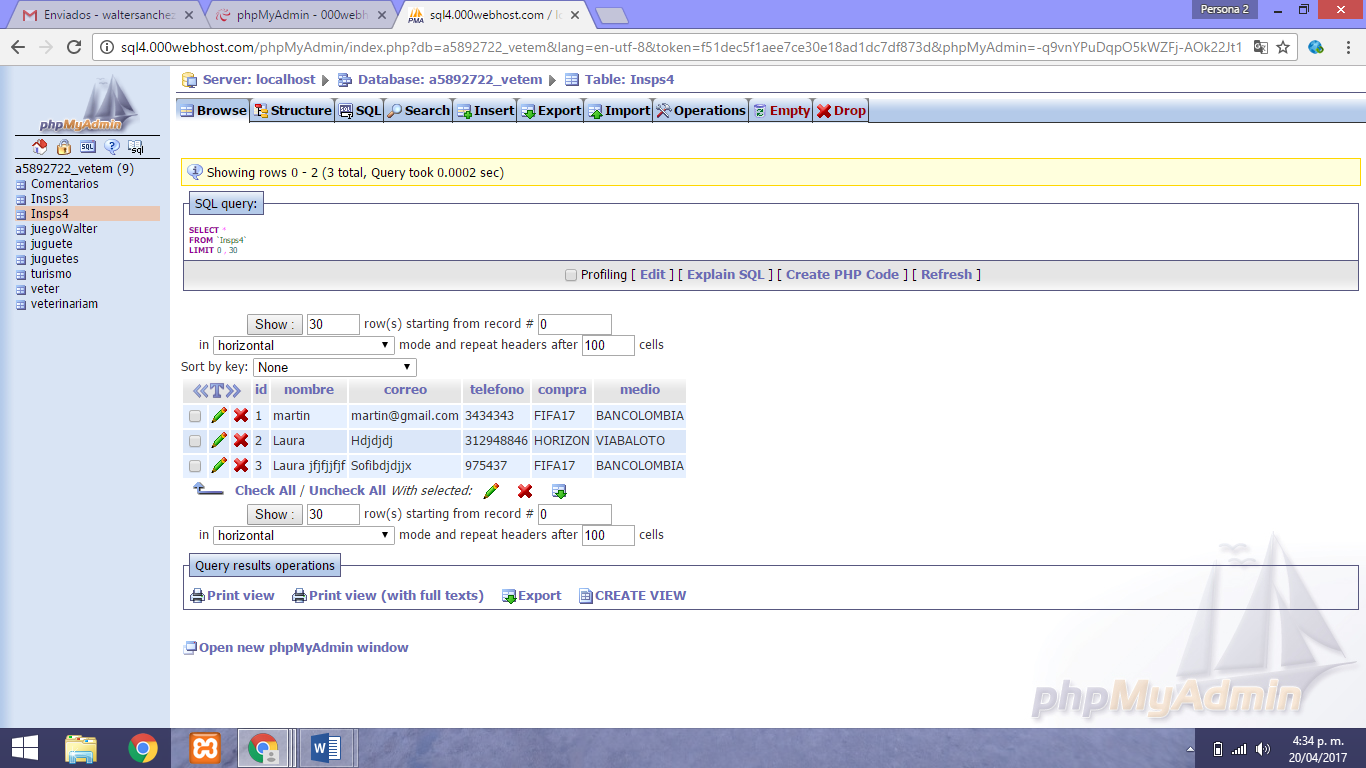 Enviados - waltersanchez
phpMyAdmin - 000webh
sql4.000webhost.com / lo
Persona 2
sql4.000webhost.com/phpMyAdmin/index.php?db=a5892722_vetem&lang=en-utf-8&token=f51dec5f1aee7ce30e18ad1dc7df873d&phpMyAdmin=-q9vnYPuDqpO5kWZFj-AOk22Jt1
phpMyAdmin
a5892722_vetem (9)
Comentarios
Insps3
Insps4
juegoWalter
juguete
juguetes
turismo
veter
veterinariam
Server: localhost Database: a5892722_vetem Table: Insps4
Browse Structure SQL Search Insert Export Import Operations Empty Drop
Showing rows 0 - 2 (3 total, Query took 0.0002 sec)
SQL query:
SELECT *
FROM `Insps4`
LIMIT 0 , 30
Profiling [ Edit ] [ Explain SQL ] [ Create PHP Code ] [ Refresh ]
Show : 30 row(s) starting from record # 0
in horizontal mode and repeat headers after 100 cells
Sort by key: None
T id nombre correo telefono compra medio
1 martin martin@gmail.com 3434343 FIFA17 BANCOLOMBIA
2 Laura Hdjdjdj 312948846 HORIZON VIABALOTO
3 Laura jfjfjjfjf Sofibdjdjjx 975437 FIFA17 BANCOLOMBIA
Check All / Uncheck All With selected:
Show : 30 row(s) starting from record # 0
in horizontal mode and repeat headers after 100 cells
Query results operations
Print view Print view (with full texts) Export CREATE VIEW
Open new phpMyAdmin window
phpMyAdmin
4:34 p. m.
20/04/2017